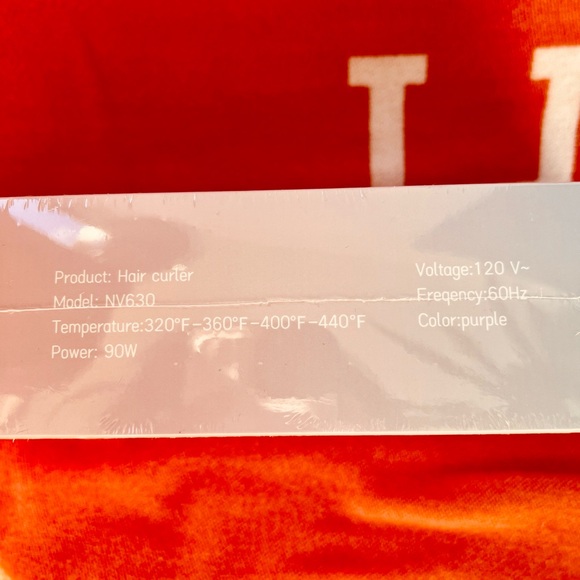 Product: Hair curler
Model: NV630
Temperature:320°F-360°F-400°F-440°F
Power: 90W
Voltage:120 V~
Freqency:60Hz
Color:purple